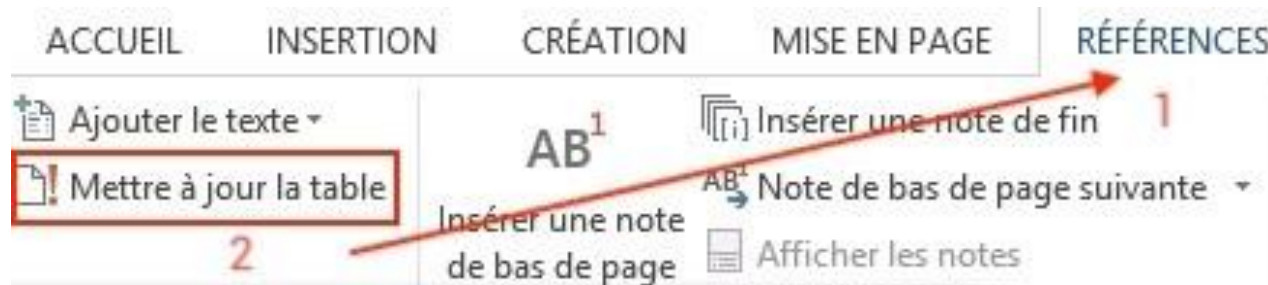 ACCUEIL INSERTION CRÉATION MISE EN PAGE RÉFÉRENCES
Ajouter le texte
Mettre à jour la table
2
AB1
Insérer une note
de bas de page
[i] Insérer une note de fin
1
AB1 Note de bas de page suivante
Afficher les notes